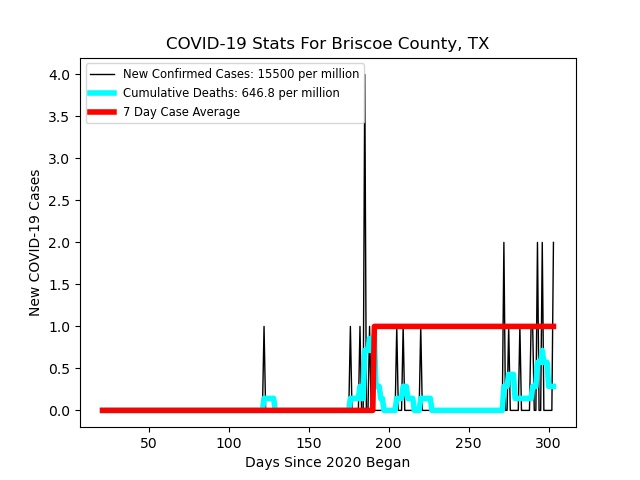 COVID-19 Stats For Briscoe County, TX
New Confirmed Cases: 15500 per million
Cumulative Deaths: 646.8 per million
7 Day Case Average
New COVID-19 Cases
4.0
3.5
3.0
2.5
2.0
1.5
1.0
0.5
0.0
50 100 150 200 250 300
Days Since 2020 Began